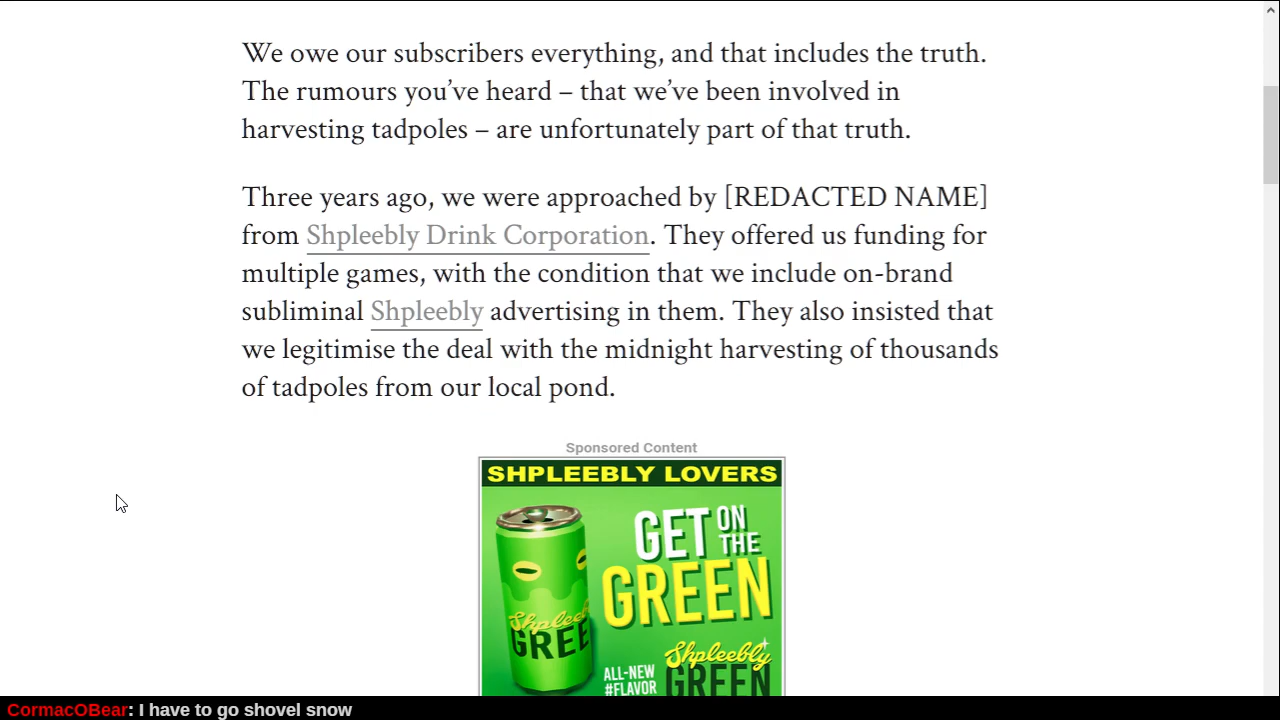 We owe our subscribers everything, and that includes the truth.
The rumours you’ve heard – that we’ve been involved in
harvesting tadpoles – are unfortunately part of that truth.
Three years ago, we were approached by [REDACTED NAME]
from Shpleebly Drink Corporation. They offered us funding for
multiple games, with the condition that we include on-brand
subliminal Shpleebly advertising in them. They also insisted that
we legitimise the deal with the midnight harvesting of thousands
of tadpoles from our local pond.
Sponsored Content
SHPLEEBLY LOVERS
GET ON
THE
GREEN
Shpleeb
GREE
ALL-NEW
#FLAVOR
Shpleebly
GREEN
CormacOBear: I have to go shovel snow